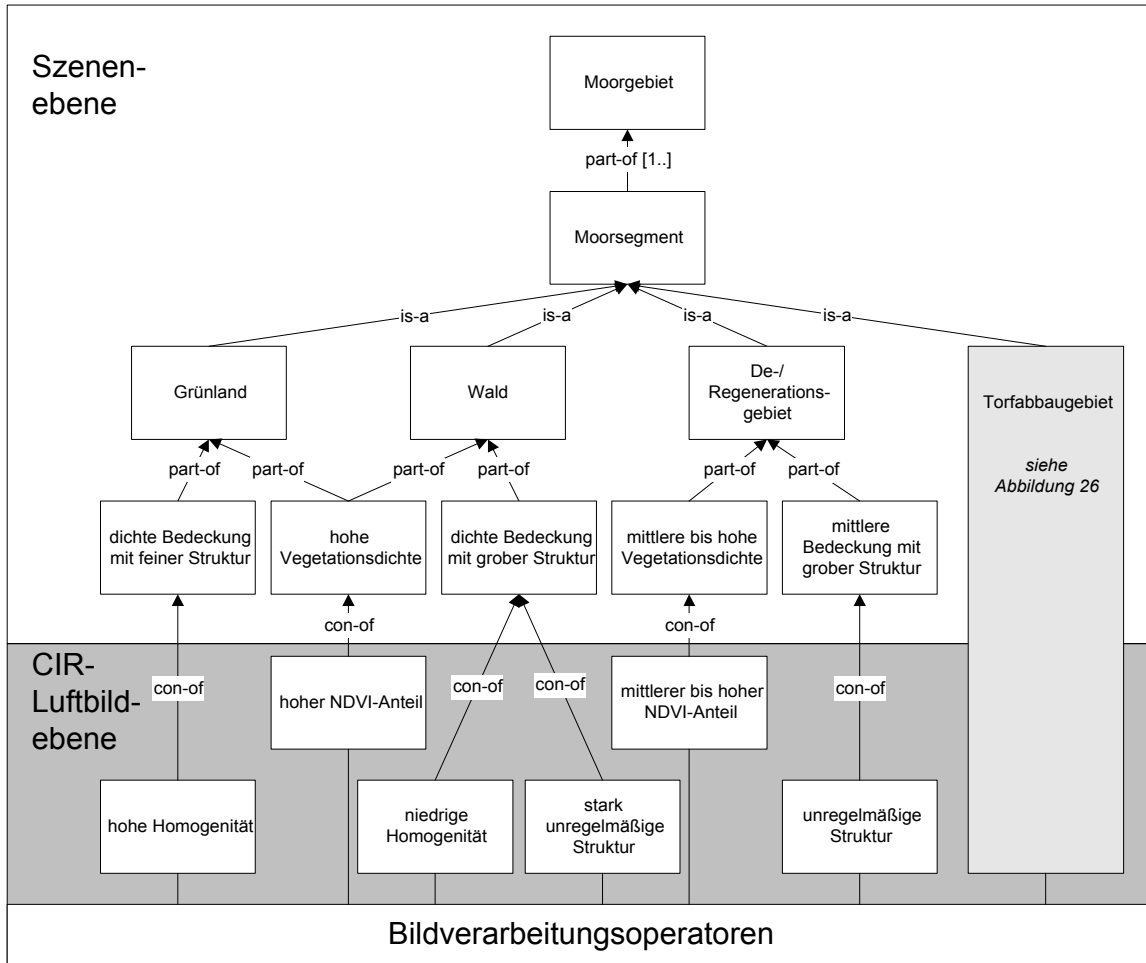 Szenen-
ebene
Moorgebiet
part-of [1..]
Moorsegment
is-a
is-a
is-a
is-a
Grünland
Wald
De-/
Regenerations-
gebiet
Torfabbaugebiet
siehe
Abbildung 26
part-of
part-of
part-of
part-of
part-of
part-of
dichte Bedeckung
mit feiner Struktur
hohe
Vegetationsdichte
dichte Bedeckung
mit grober Struktur
mittlere bis hohe
Vegetationsdichte
mittlere
Bedeckung mit
grober Struktur
con-of
con-of
CIR-
Luftbild-
ebene
con-of
con-of
con-of
con-of
hoher NDVI-Anteil
mittlerer bis hoher
NDVI-Anteil
hohe Homogenität
niedrige
Homogenität
stark
unregelmäßige
Struktur
unregelmäßige
Struktur
Bildverarbeitungsoperatoren